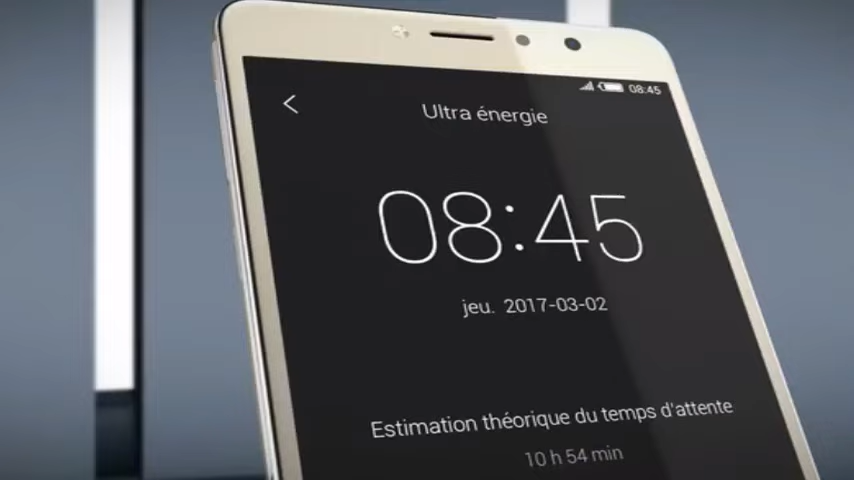 08:45
Ultra énergie
08:45
jeu. 2017-03-02
Estimation théorique du temps d'attente
10 h 54 min